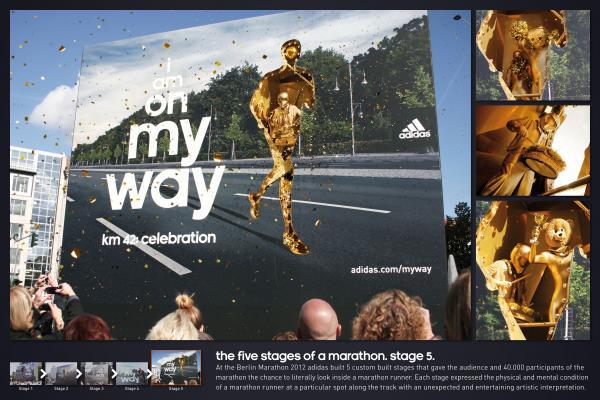 i
am
on
my
way
km 42: celebration
adidas
adidas.com/myway
the five stages of a marathon. stage 5.
At the Berlin Marathon 2012 adidas built 5 custom built stages that gave the audience and 40.000 participants of the
marathon the chance to literally look inside a marathon runner. Each stage expressed the physical and mental condition
of a marathon runner at a particular spot along the track with an unexpected and entertaining artistic interpretation.
my
way
Stage 1
Stage 2
Stage 3
Stage 4
Stage 5